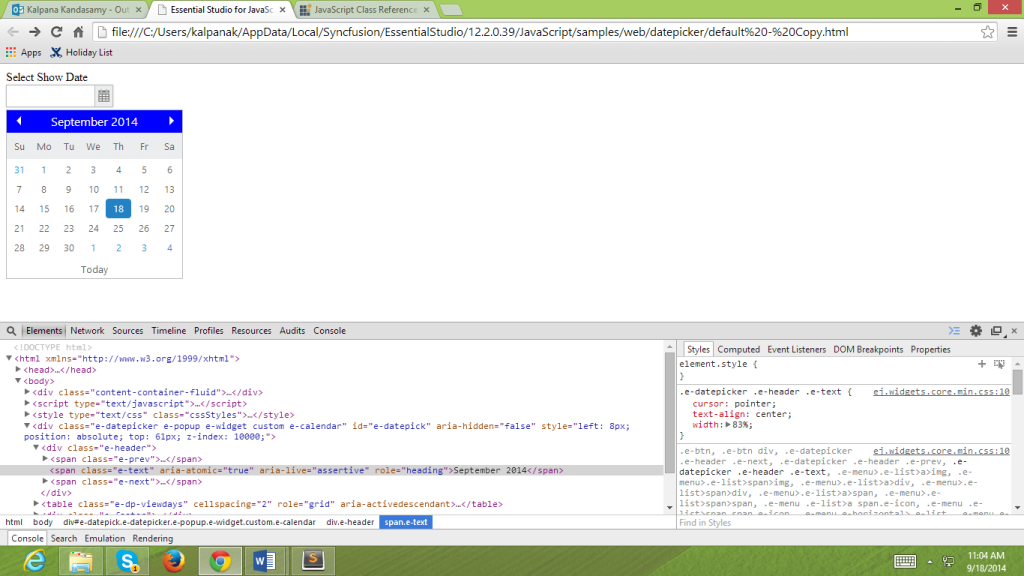 Kalpana Kandasamy - Out
Essential Studio for JavaSc
JavaScript Class Reference
file:///C:/Users/kalpanak/AppData/Local/Syncfusion/EssentialStudio/12.2.0.39/JavaScript/samples/web/datepicker/default%20-%20Copy.html
Apps Holiday List
Select Show Date
September 2014
Su Mo Tu We Th Fr Sa
31 1 2 3 4 5 6
7 8 9 10 11 12 13
14 15 16 17 18 19 20
21 22 23 24 25 26 27
28 29 30 1 2 3 4
Today
Elements Network Sources Timeline Profiles Resources Audits Console
<!DOCTYPE html>
<html xmlns="http://www.w3.org/1999/xhtml">
<head>…</head>
<body>
<div class="content-container-fluid">…</div>
<script type="text/javascript">…</script>
<style type="text/css" class="cssStyles">…</style>
<div class="e-datepicker e-popup e-widget custom e-calendar" id="e-datepick" aria-hidden="false" style="left: 8px;
position: absolute; top: 61px; z-index: 10000;">
<div class="e-header">
<span class="e-prev">…</span>
<span class="e-text" aria-atomic="true" aria-live="assertive" role="heading">September 2014</span>
<span class="e-next">…</span>
</div>
<table class="e-dp-viewdays" cellspacing="2" role="grid" aria-activedescendant>…</table>
html body div#e-datepick.e-datepicker.e-popup.e-widget.custom.e-calendar div.e-header span.e-text
Styles Computed Event Listeners DOM Breakpoints Properties
element.style {
}
.e-datepicker .e-header .e-text { ej.widgets.core.min.css:10
cursor: pointer;
text-align: center;
width: 83%;
}
.e-btn, .e-btn div, .e-datepicker ej.widgets.core.min.css:10
.e-header .e-next, .e-datepicker .e-header .e-prev, .e-
datepicker .e-header .e-text, .e-menu>.e-list>a>img, .e-
menu>.e-list>span>img, .e-menu>.e-list>a>div, .e-menu>.e-
list>span>div, .e-menu>.e-list>a>span, .e-menu>.e-
list>span>span, .e-menu .e-list>a span.e-icon, .e-menu .e-
Find in Styles
Console Search Emulation Rendering
11:04 AM
9/18/2014